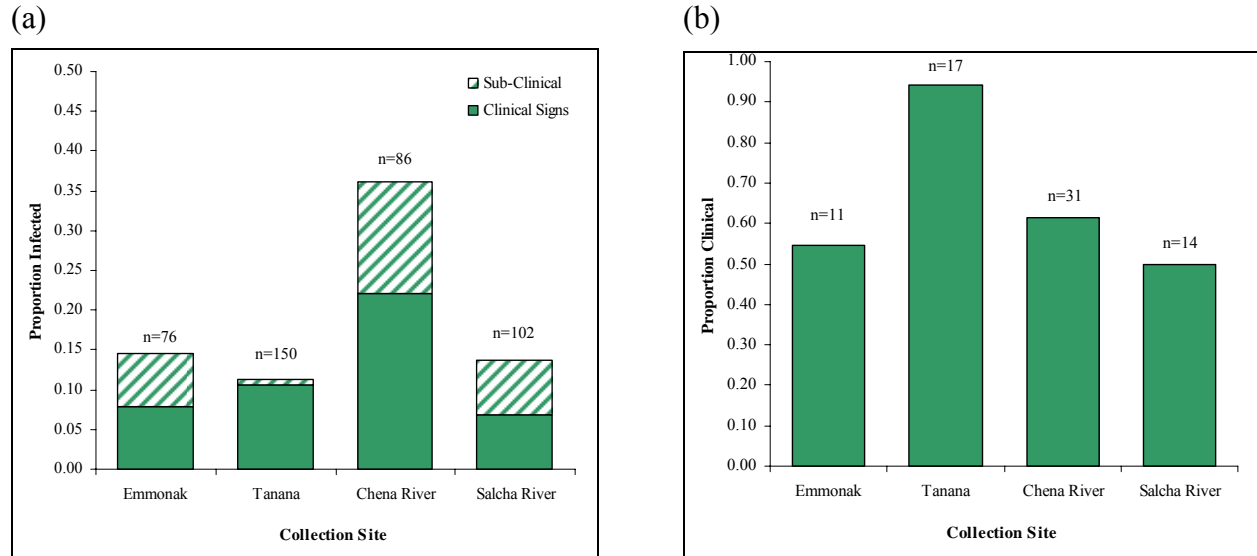 (a)
0.50
0.45
0.40
0.35
0.30
0.25
0.20
0.15
0.10
0.05
0.00
Proportion Infected
Sub-Clinical
Clinical Signs
n=76
n=150
n=86
n=102
Emmonak
Tanana
Chena River
Salcha River
Collection Site
(b)
1.00
0.90
0.80
0.70
0.60
0.50
0.40
0.30
0.20
0.10
0.00
Proportion Clinical
n=11
n=17
n=31
n=14
Emmonak
Tanana
Chena River
Salcha River
Collection Site